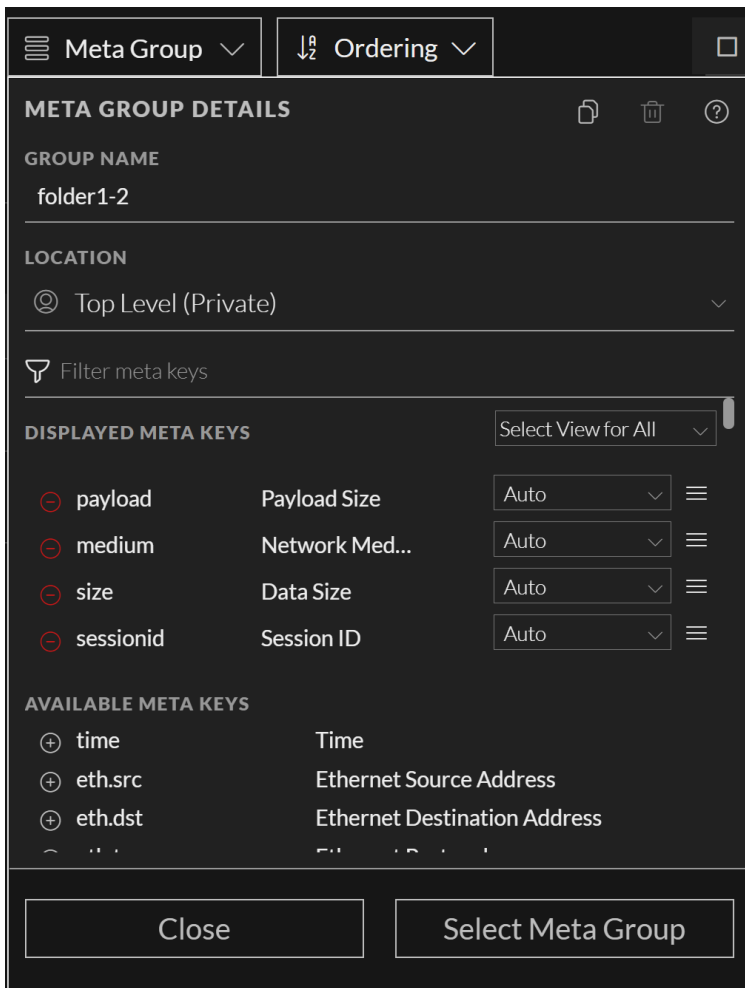 Meta Group Ordering
META GROUP DETAILS
GROUP NAME
folder1-2
LOCATION
Top Level (Private)
Filter meta keys
DISPLAYED META KEYS Select View for All
payload Payload Size Auto
medium Network Med... Auto
size Data Size Auto
sessionid Session ID Auto
AVAILABLE META KEYS
time Time
eth.src Ethernet Source Address
eth.dst Ethernet Destination Address
Close Select Meta Group